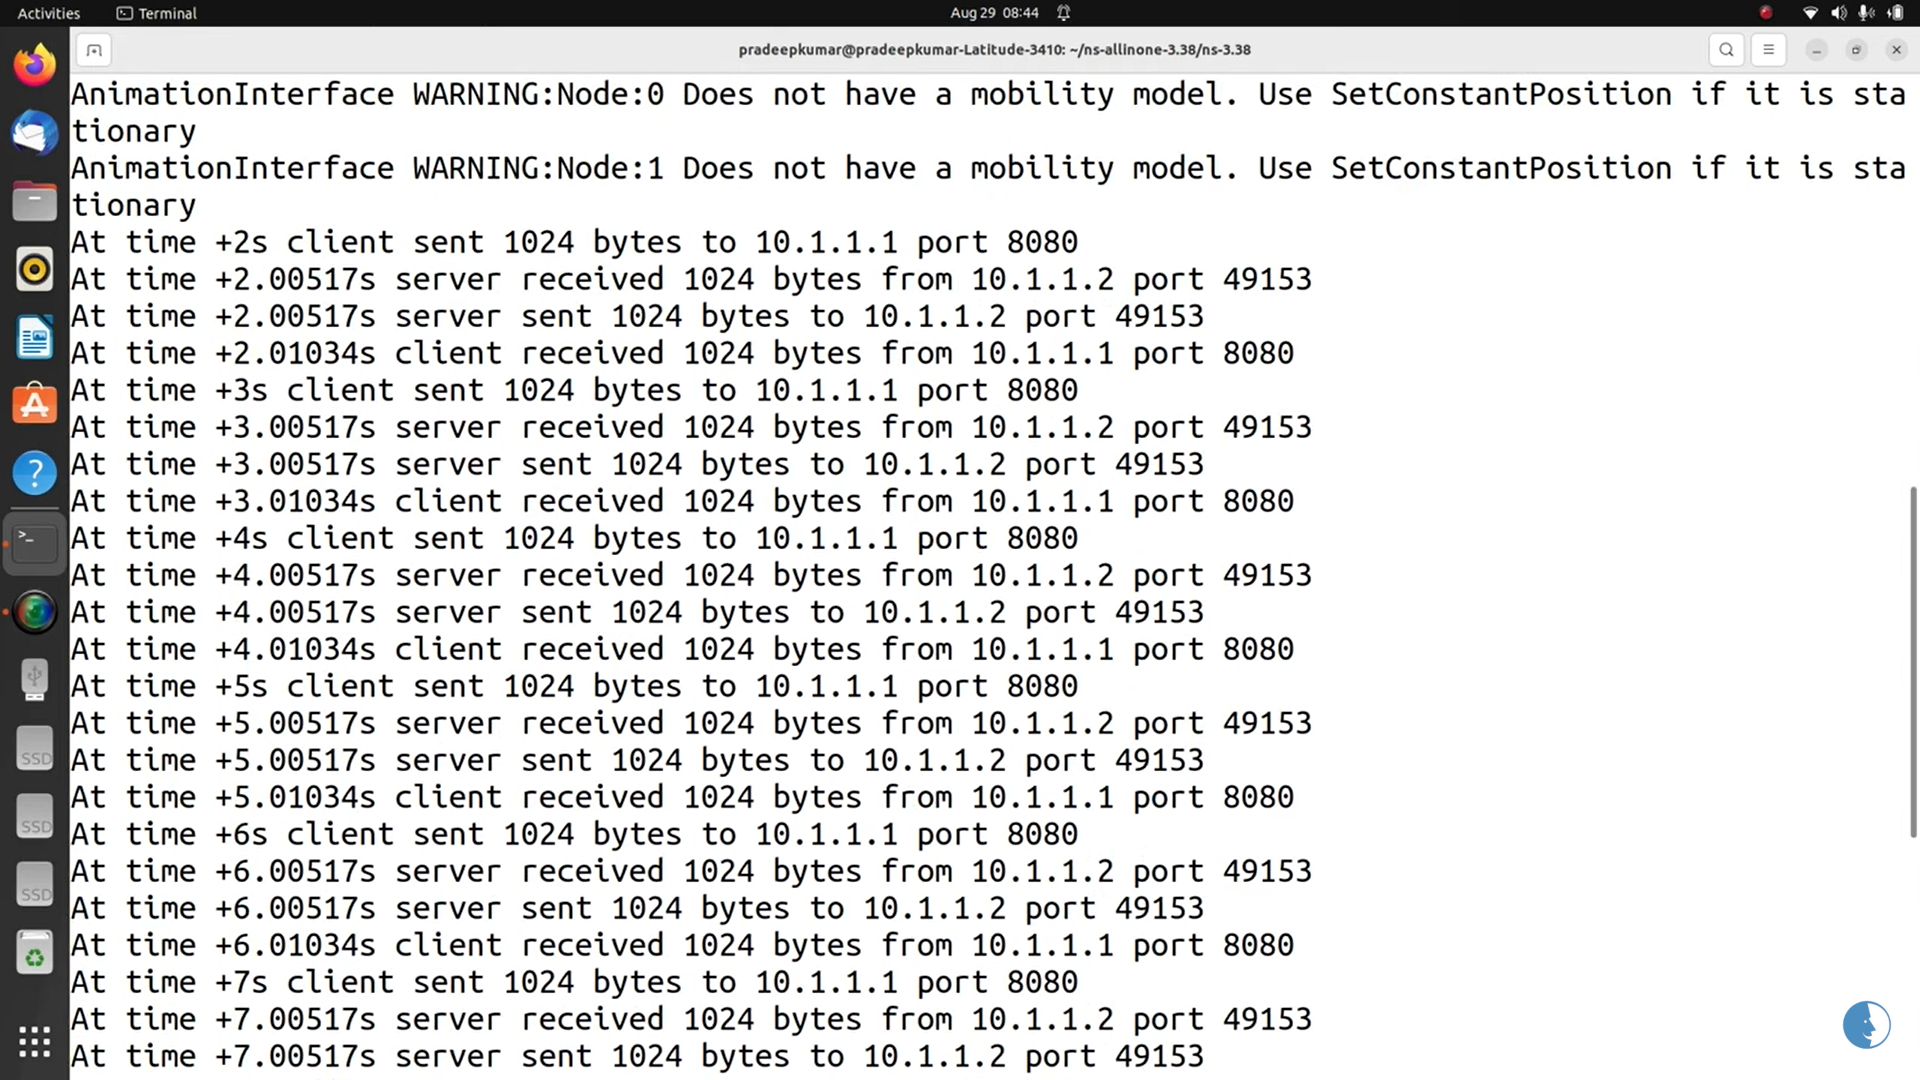 Activities
Terminal
Aug 29 08:44
pradeepkumar@pradeepkumar-Latitude-3410: ~/ns-allinone-3.38/ns-3.38
AnimationInterface WARNING:Node:0 Does not have a mobility model. Use SetConstantPosition if it is sta
tionary
AnimationInterface WARNING:Node:1 Does not have a mobility model. Use SetConstantPosition if it is sta
tionary
At time +2s client sent 1024 bytes to 10.1.1.1 port 8080
At time +2.00517s server received 1024 bytes from 10.1.1.2 port 49153
At time +2.00517s server sent 1024 bytes to 10.1.1.2 port 49153
At time +2.01034s client received 1024 bytes from 10.1.1.1 port 8080
At time +3s client sent 1024 bytes to 10.1.1.1 port 8080
At time +3.00517s server received 1024 bytes from 10.1.1.2 port 49153
At time +3.00517s server sent 1024 bytes to 10.1.1.2 port 49153
At time +3.01034s client received 1024 bytes from 10.1.1.1 port 8080
At time +4s client sent 1024 bytes to 10.1.1.1 port 8080
At time +4.00517s server received 1024 bytes from 10.1.1.2 port 49153
At time +4.00517s server sent 1024 bytes to 10.1.1.2 port 49153
At time +4.01034s client received 1024 bytes from 10.1.1.1 port 8080
At time +5s client sent 1024 bytes to 10.1.1.1 port 8080
At time +5.00517s server received 1024 bytes from 10.1.1.2 port 49153
At time +5.00517s server sent 1024 bytes to 10.1.1.2 port 49153
At time +5.01034s client received 1024 bytes from 10.1.1.1 port 8080
At time +6s client sent 1024 bytes to 10.1.1.1 port 8080
At time +6.00517s server received 1024 bytes from 10.1.1.2 port 49153
At time +6.00517s server sent 1024 bytes to 10.1.1.2 port 49153
At time +6.01034s client received 1024 bytes from 10.1.1.1 port 8080
At time +7s client sent 1024 bytes to 10.1.1.1 port 8080
At time +7.00517s server received 1024 bytes from 10.1.1.2 port 49153
At time +7.00517s server sent 1024 bytes to 10.1.1.2 port 49153
SSD
SSD
SSD